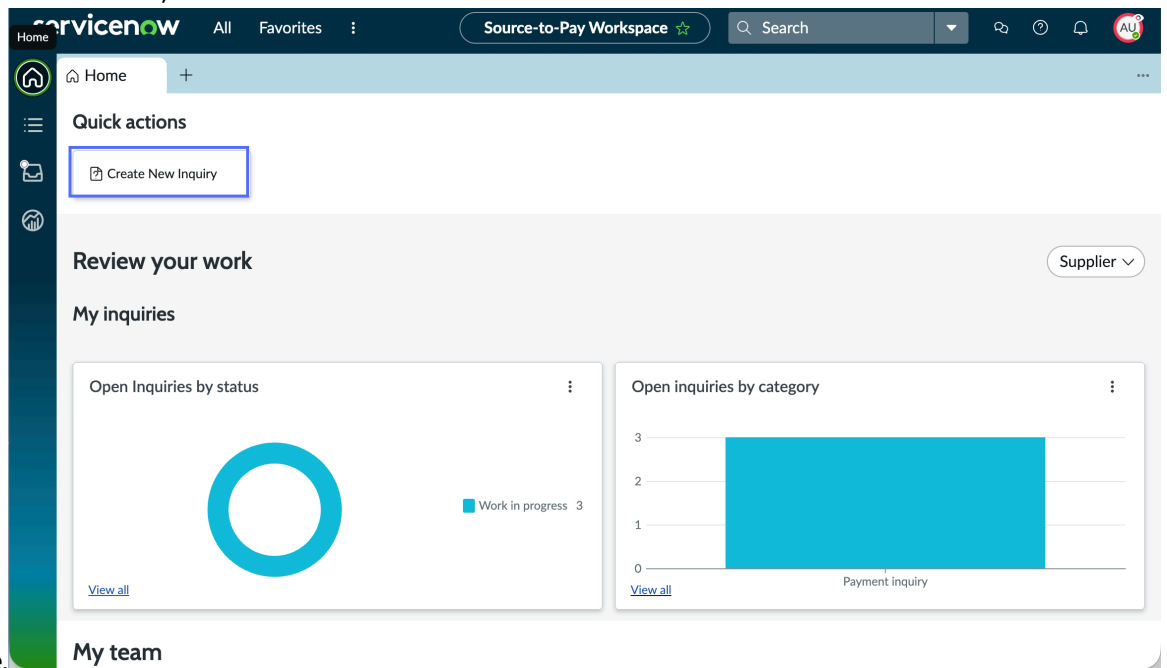 servicenow All Favorites Source-to-Pay Workspace Search AU
Home
Home
Quick actions
Create New Inquiry
Review your work
Supplier
My inquiries
Open Inquiries by status
Work in progress 3
View all
Open inquiries by category
3
2
1
0
Payment inquiry
View all
My team